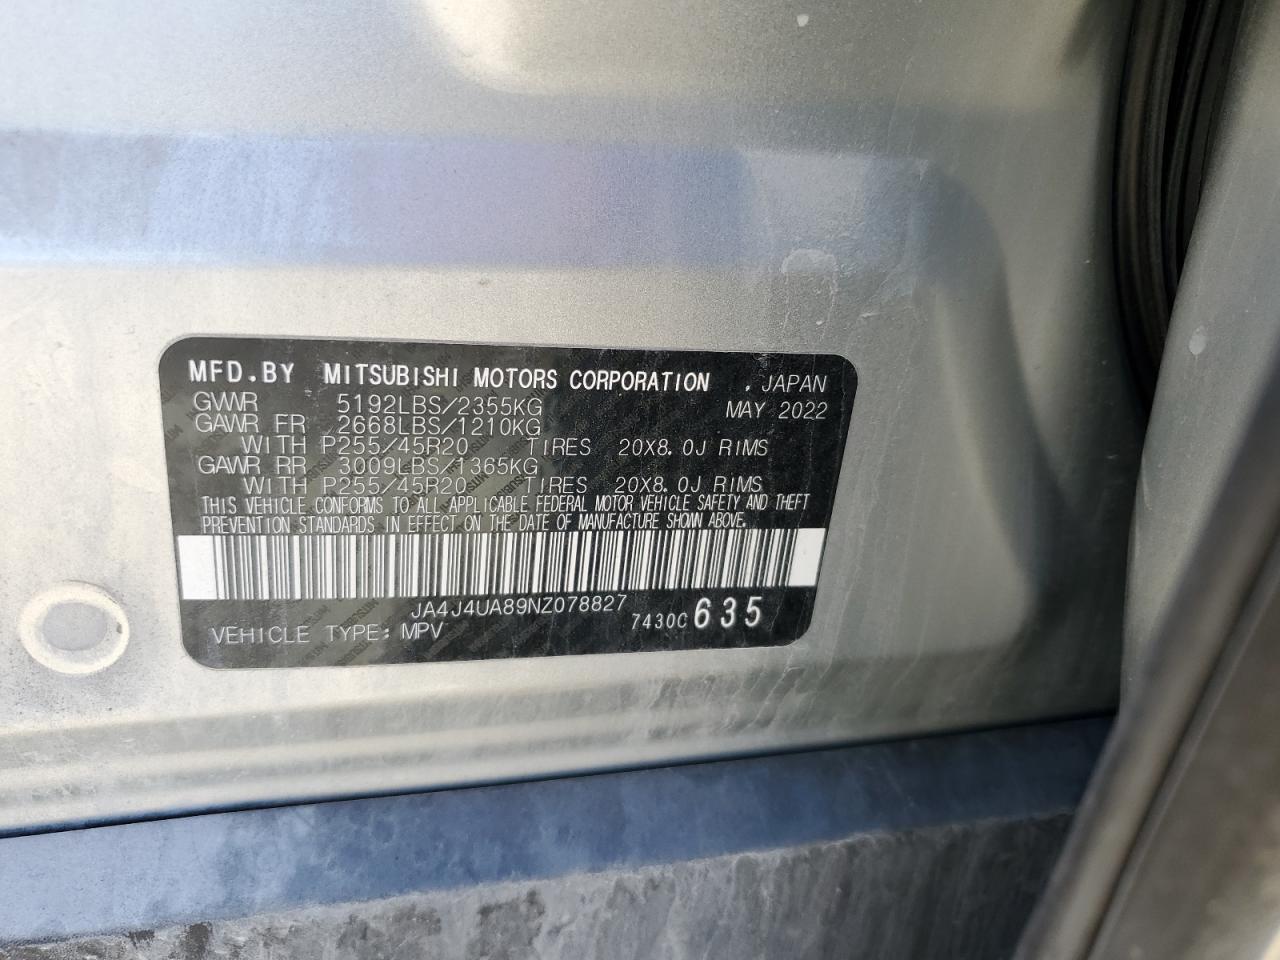 MFD.BY MITSUBISHI MOTORS CORPORATION . JAPAN
GVWR 5192LBS/2355KG MAY 2022
GAWR FR 2668LBS/1210KG
WITH P255/45R20 TIRES 20X8.0J RIMS
GAWR RR 3009LBS/1365KG
WITH P255/45R20 TIRES 20X8.0J RIMS
THIS VEHICLE CONFORMS TO ALL APPLICABLE FEDERAL MOTOR VEHICLE SAFETY AND THEFT
PREVENTION STANDARDS IN EFFECT ON THE DATE OF MANUFACTURE SHOWN ABOVE.
JA4J4UA89NZ078827
VEHICLE TYPE: MPV 7430C 635